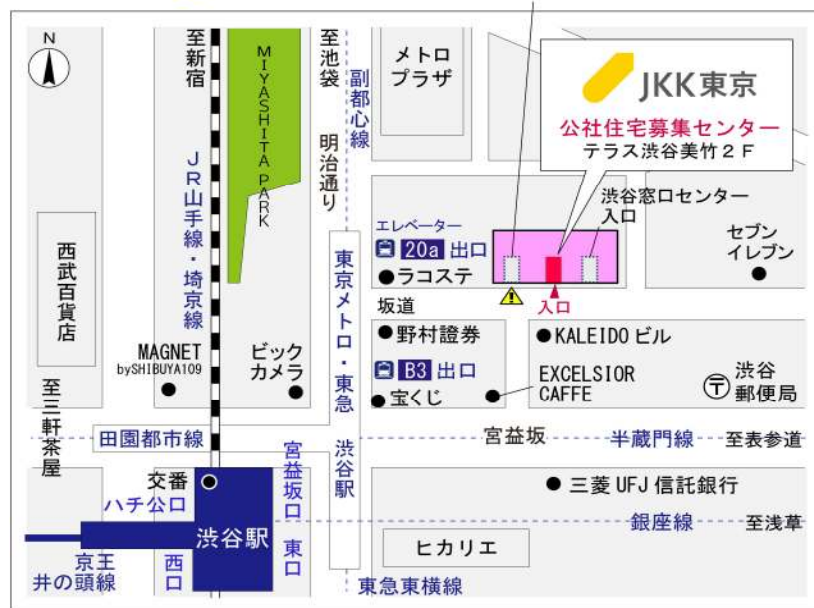 N
至新宿
MIYASHITA PARK
至池袋
副都心線
明治通り
メトロ
プラザ
JKK東京
公社住宅募集センター
テラス渋谷美竹2F
JR山手線・埼京線
西武百貨店
エレベーター
20a 出口
ラコステ
渋谷窓口センター
入口
セブン
イレブン
入口
坂道
東京メトロ・東急
渋谷駅
MAGNET
bySHIBUYA109
ビック
カメラ
野村證券
KALEIDO ビル
B3 出口
宝くじ
EXCELSIOR
CAFFE
渋谷
郵便局
至三軒茶屋
田園都市線
宮益坂
半蔵門線
至表参道
交番
ハチ公口
宮益坂口
三菱 UFJ 信託銀行
渋谷駅
銀座線
至浅草
京王
井の頭線
西口
東口
ヒカリエ
東急東横線